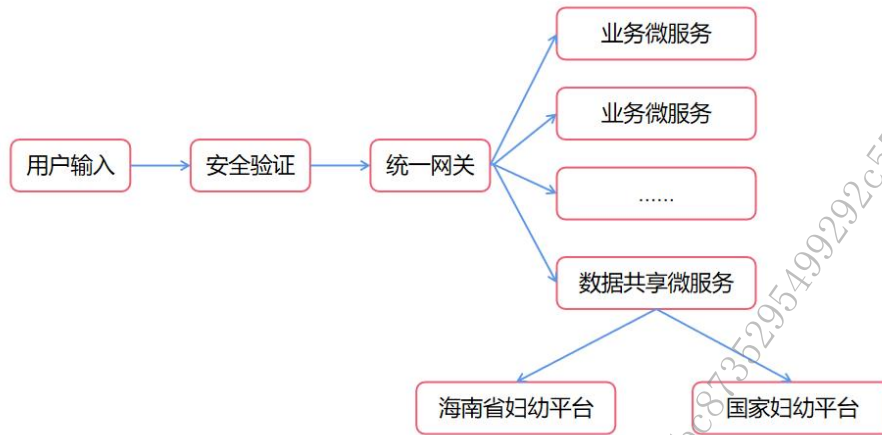 业务微服务
业务微服务
用户输入
安全验证
统一网关
......
数据共享微服务
海南省妇幼平台
国家妇幼平台